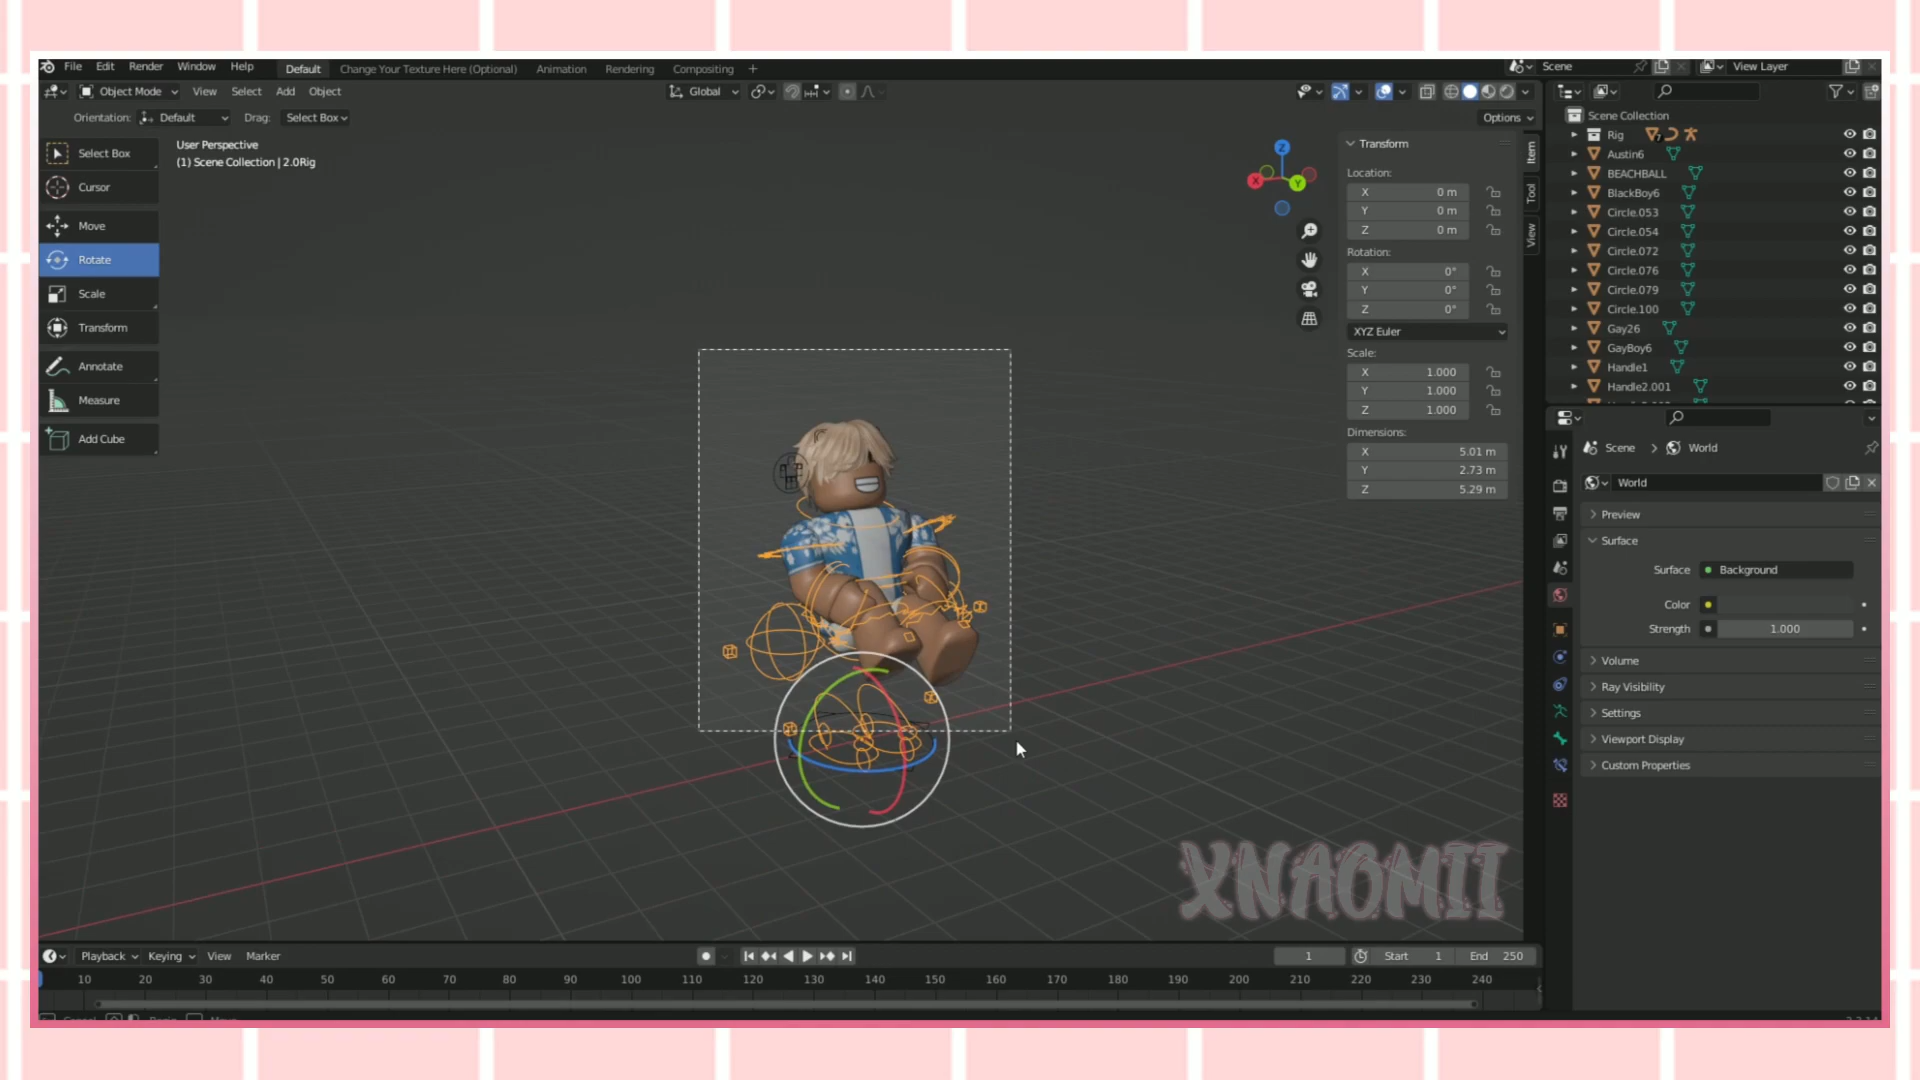 File Edit Render Window Help Default Change Your Texture Here (Optional) Animation Rendering Compositing + Scene View Layer
Object Mode View Select Add Object Global
Orientation: Default Drag: Select Box Options
User Perspective
(1) Scene Collection | 2.0Rig
Select Box
Cursor
Move
Rotate
Scale
Transform
Annotate
Measure
Add Cube
Z
X
Y
Transform
Location:
X 0 m
Y 0 m
Z 0 m
Rotation:
X 0°
Y 0°
Z 0°
XYZ Euler
Scale:
X 1.000
Y 1.000
Z 1.000
Dimensions:
X 5.01 m
Y 2.73 m
Z 5.29 m
Item
Tool
View
Scene Collection
Rig
Austin6
BEACHBALL
BlackBoy6
Circle.053
Circle.054
Circle.072
Circle.076
Circle.079
Circle.100
Gay26
GayBoy6
Handle1
Handle2.001
Scene > World
World
Preview
Surface
Surface Background
Color
Strength 1.000
Volume
Ray Visibility
Settings
Viewport Display
Custom Properties
XNAOMII
Playback Keying View Marker 1 Start 1 End 250
10 20 30 40 50 60 70 80 90 100 110 120 130 140 150 160 170 180 190 200 210 220 230 240